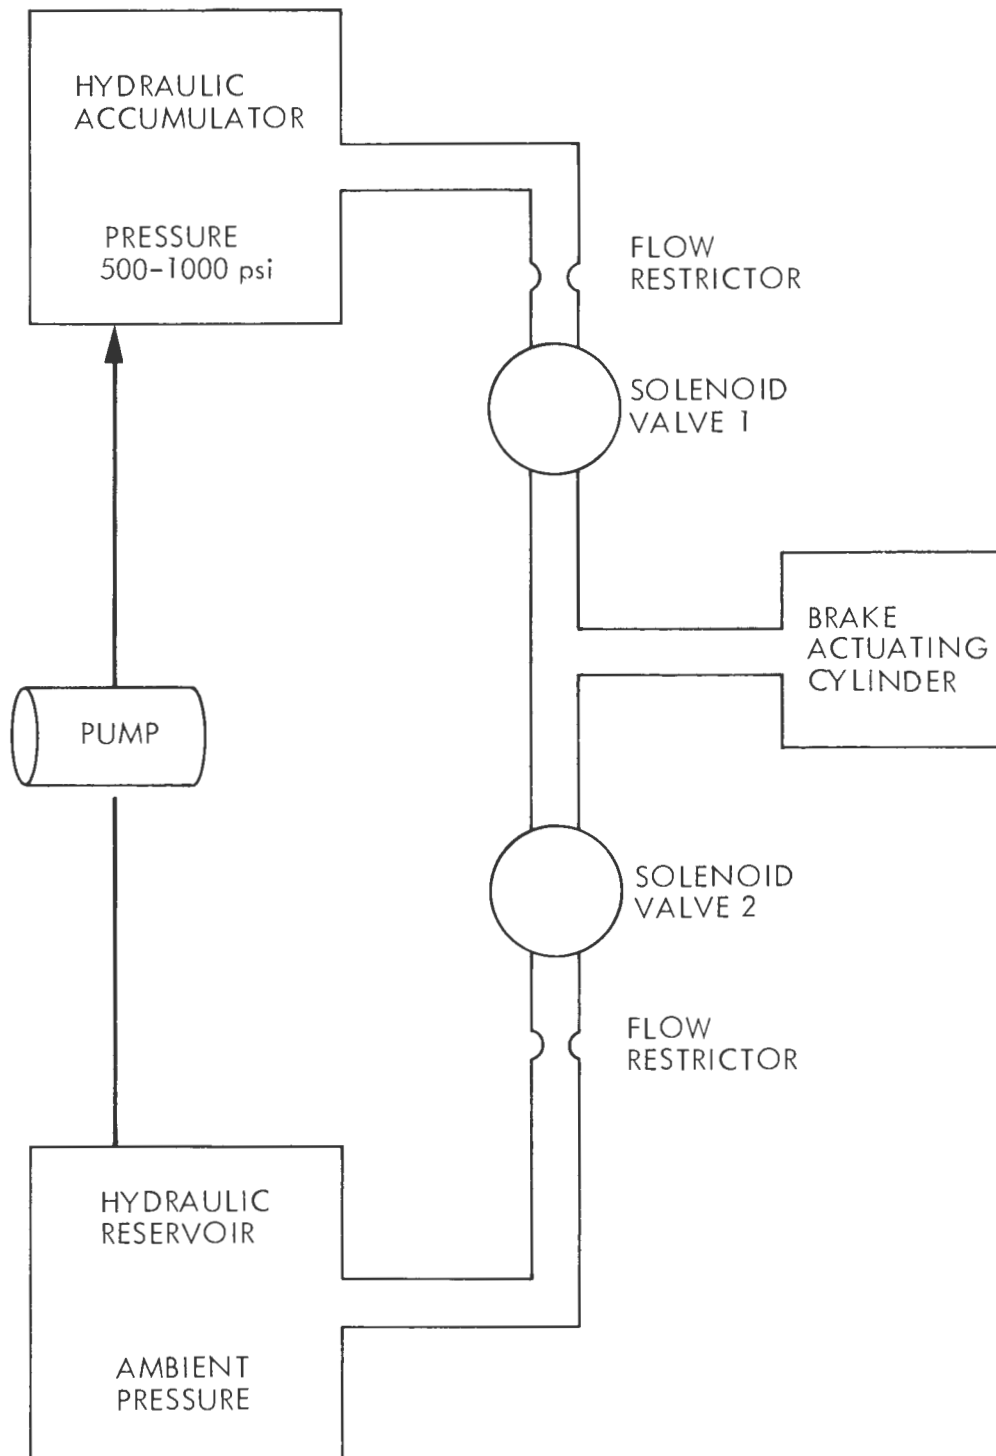 HYDRAULIC
ACCUMULATOR
PRESSURE
500-1000 psi
FLOW
RESTRICTOR
SOLENOID
VALVE 1
BRAKE
ACTUATING
CYLINDER
PUMP
SOLENOID
VALVE 2
FLOW
RESTRICTOR
HYDRAULIC
RESERVOIR
AMBIENT
PRESSURE